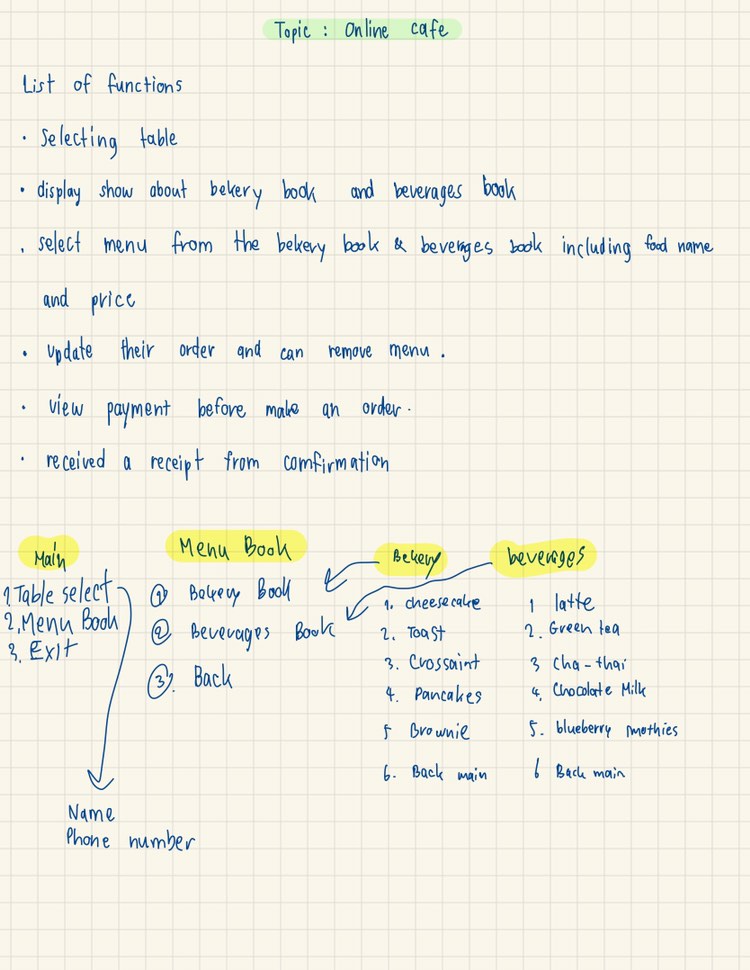 Topic : Online cafe
List of functions
· Selecting table
· display show about bekery book and beverages book
. select menu from the bekery book & beverages book including food name
and price
· update their order and can remove menu .
· view payment before make an order.
· received a receipt from comfirmation
Main
1. Table select
2. Menu Book
3. Exit
Name
Phone number
Menu Book
① Bakery Book
② Beverages Book
③. Back
Bekery
1. cheesecake
2. Toast
3. Crossaint
4. Pancakes
5 Brownie
6. Back main
beverages
1 latte
2. Green tea
3 Cha-thai
4. Chocolate Milk
5. blueberry smothies
6 Back main